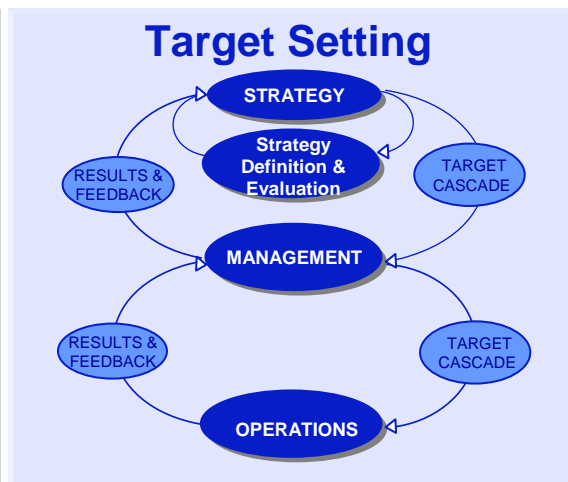 Target Setting
STRATEGY
Strategy
Definition &
Evaluation
RESULTS &
FEEDBACK
TARGET
CASCADE
MANAGEMENT
RESULTS &
FEEDBACK
TARGET
CASCADE
OPERATIONS